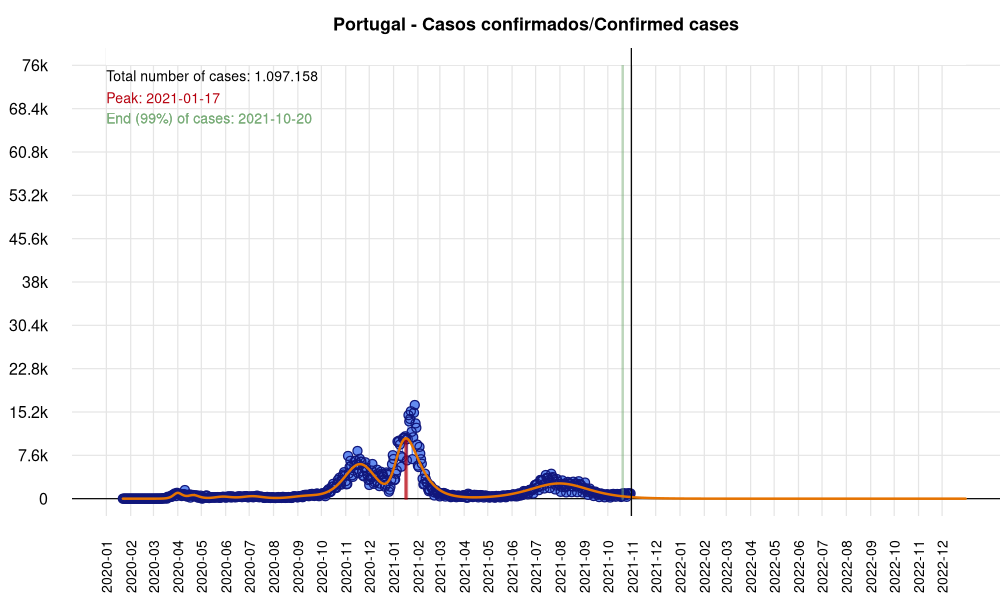 Portugal - Casos confirmados/Confirmed cases
Total number of cases: 1.097.158
Peak: 2021-01-17
End (99%) of cases: 2021-10-20
76k
68.4k
60.8k
53.2k
45.6k
38k
30.4k
22.8k
15.2k
7.6k
0
2020-01
2020-02
2020-03
2020-04
2020-05
2020-06
2020-07
2020-08
2020-09
2020-10
2020-11
2020-12
2021-01
2021-02
2021-03
2021-04
2021-05
2021-06
2021-07
2021-08
2021-09
2021-10
2021-11
2021-12
2022-01
2022-02
2022-03
2022-04
2022-05
2022-06
2022-07
2022-08
2022-09
2022-10
2022-11
2022-12